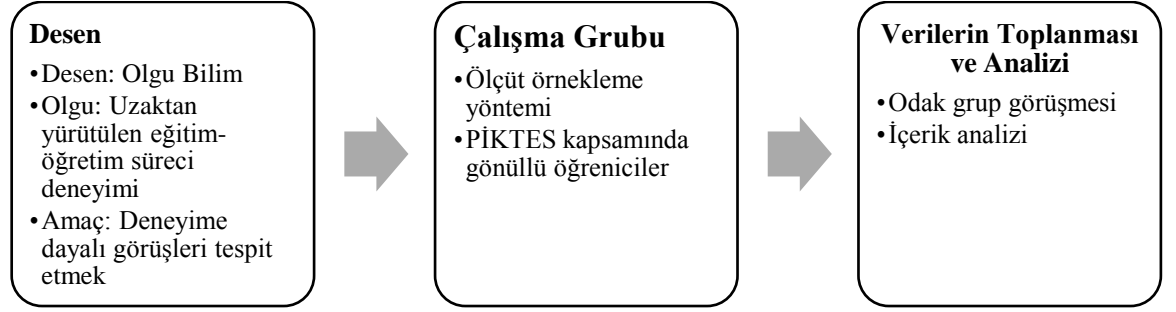 Desen
•Desen: Olgu Bilim
•Olgu: Uzaktan
yürütülen eğitim-
öğretim süreci
deneyimi
•Amaç: Deneyime
dayalı görüşleri tespit
etmek
Çalışma Grubu
•Ölçüt örnekleme
yöntemi
•PİKTES kapsamında
gönüllü öğreniciler
Verilerin Toplanması
ve Analizi
•Odak grup görüşmesi
•İçerik analizi